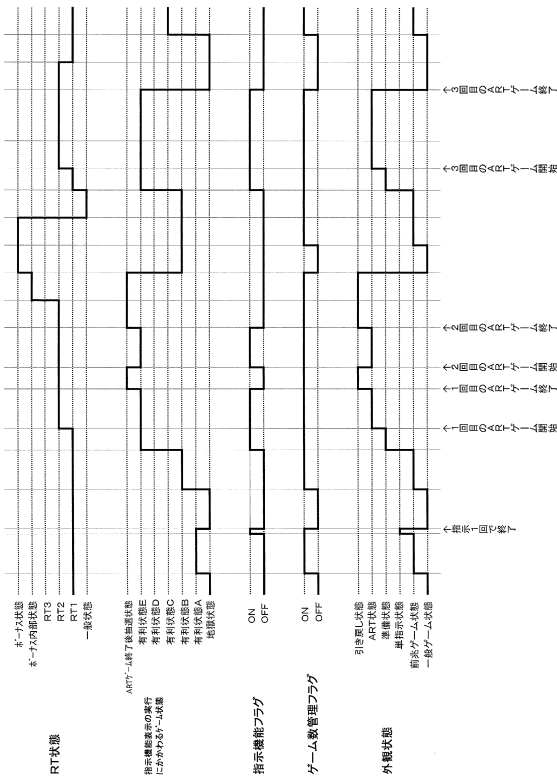 RT状態
ボーナス状態
ボーナス内部状態
RT3
RT2
RT1
一般状態
指示機能表示の実行
にかかわるゲーム状態
ARTゲーム終了後抽選状態
有利状態E
有利状態D
有利状態C
有利状態B
有利状態A
地獄状態
指示機能フラグ
ON
OFF
ゲーム数管理フラグ
ON
OFF
外観状態
引き戻し状態
ART状態
準備状態
単指示状態
前兆ゲーム状態
一般ゲーム状態
↑指示1回で終了
↑1回目のARTゲーム開始
↑1回目のARTゲーム終了
↑2回目のARTゲーム開始
↑2回目のARTゲーム終了
↑3回目のARTゲーム開始
↑3回目のARTゲーム終了